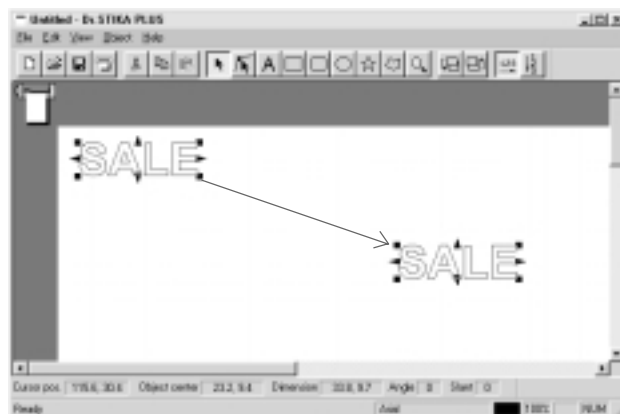 Untitled - Dr. STIKA PLUS
File Edit View Object Help
A
SALE
SALE
Cursor pos. 115.6, 30.6 Object center 23.2, 9.4 Dimension 33.8, 9.7 Angle 0 Slant 0
Ready Arial 100% NUM